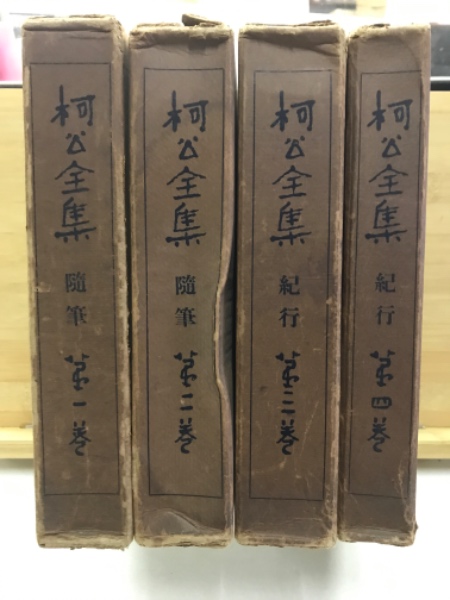 柯公全集 隨筆 第一巻
柯公全集 隨筆 第二巻
柯公全集 紀行 第三巻
柯公全集 紀行 第四巻